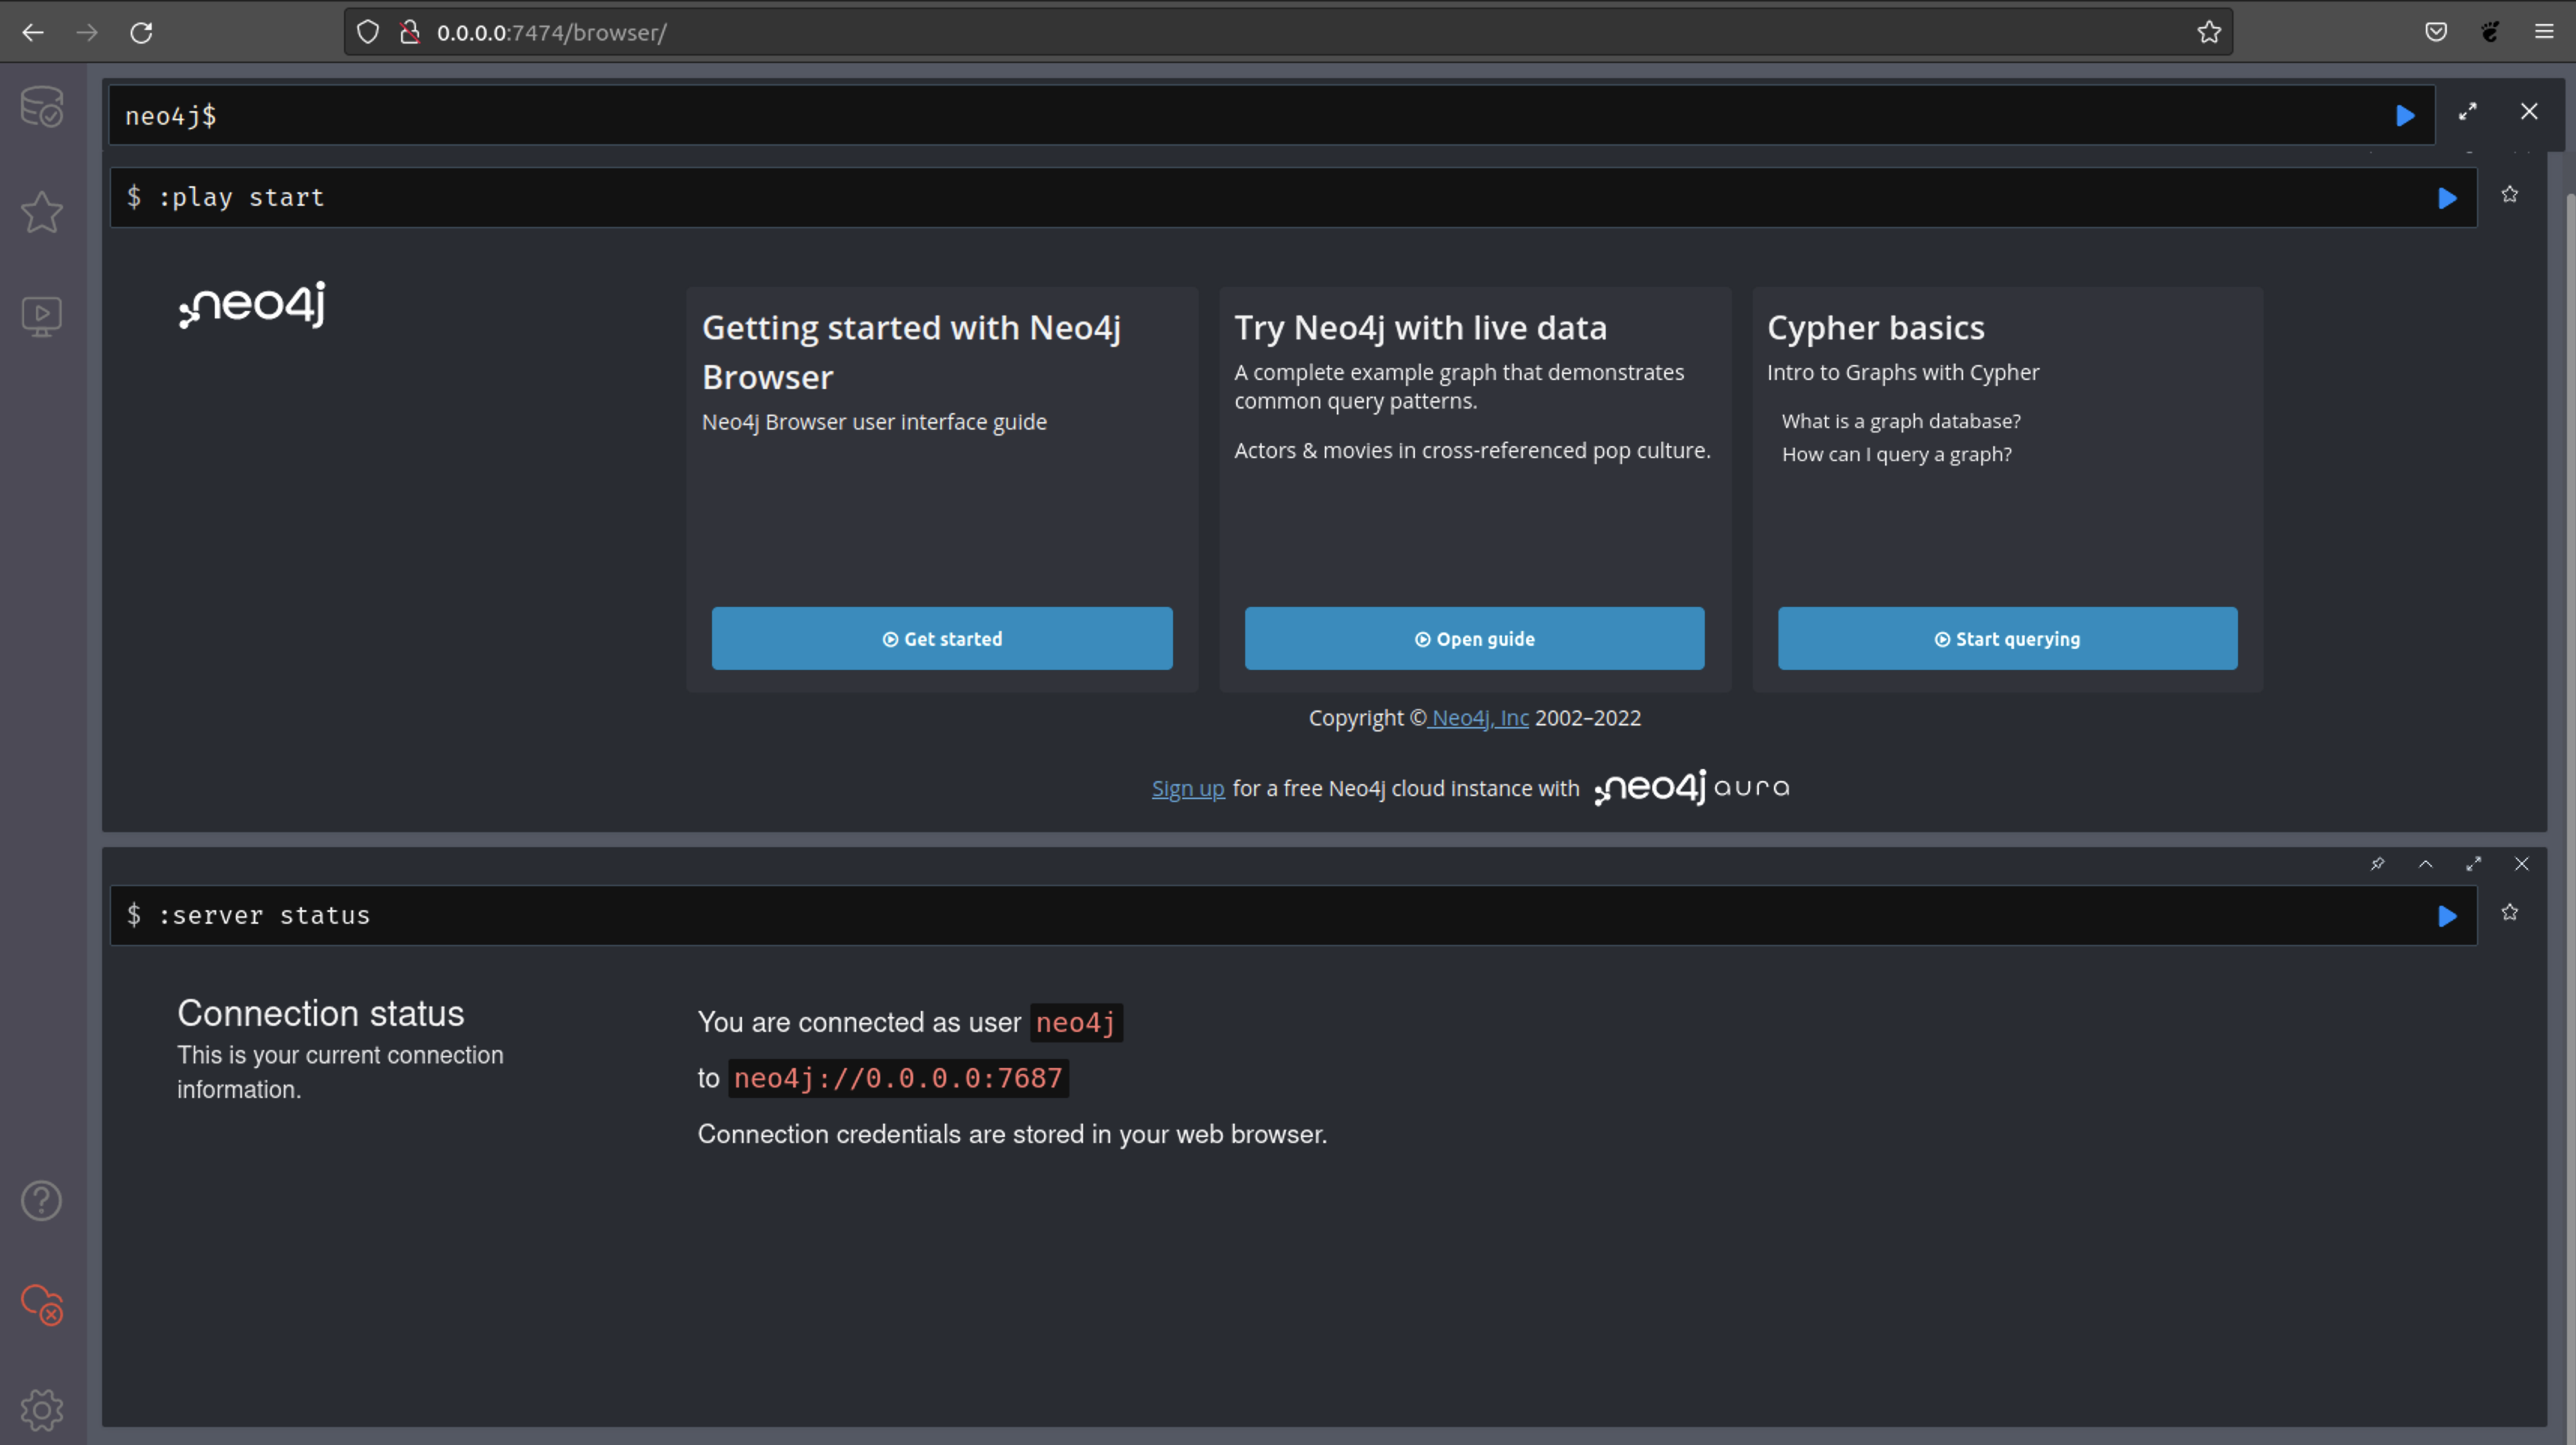 0.0.0.0:7474/browser/
neo4j$
$ :play start
neo4j
Getting started with Neo4j
Browser
Neo4j Browser user interface guide
Get started
Try Neo4j with live data
A complete example graph that demonstrates
common query patterns.
Actors & movies in cross-referenced pop culture.
Open guide
Cypher basics
Intro to Graphs with Cypher
What is a graph database?
How can I query a graph?
Start querying
Copyright © Neo4j, Inc 2002–2022
Sign up for a free Neo4j cloud instance with neo4j aura
$ :server status
Connection status
This is your current connection
information.
You are connected as user neo4j
to neo4j://0.0.0.0:7687
Connection credentials are stored in your web browser.